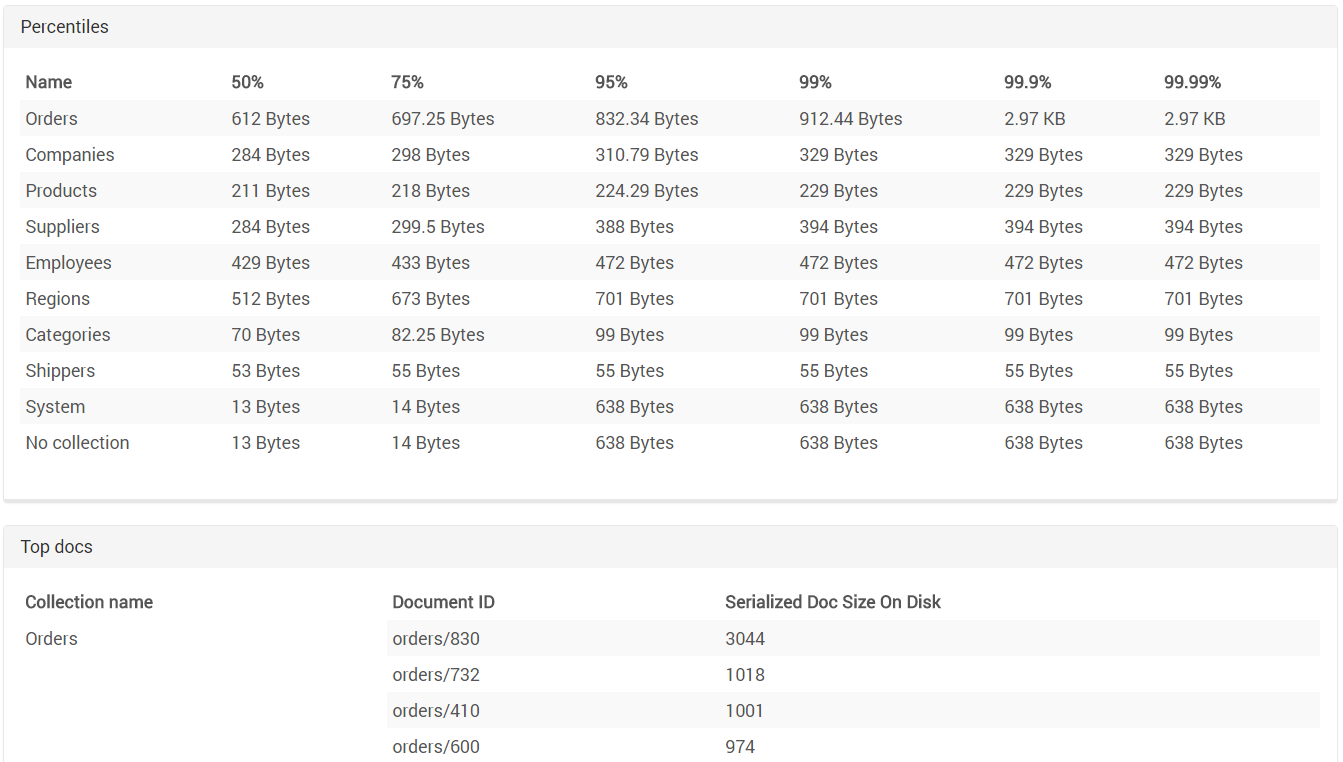 Percentiles
Name 50% 75% 95% 99% 99.9% 99.99%
Orders 612 Bytes 697.25 Bytes 832.34 Bytes 912.44 Bytes 2.97 KB 2.97 KB
Companies 284 Bytes 298 Bytes 310.79 Bytes 329 Bytes 329 Bytes 329 Bytes
Products 211 Bytes 218 Bytes 224.29 Bytes 229 Bytes 229 Bytes 229 Bytes
Suppliers 284 Bytes 299.5 Bytes 388 Bytes 394 Bytes 394 Bytes 394 Bytes
Employees 429 Bytes 433 Bytes 472 Bytes 472 Bytes 472 Bytes 472 Bytes
Regions 512 Bytes 673 Bytes 701 Bytes 701 Bytes 701 Bytes 701 Bytes
Categories 70 Bytes 82.25 Bytes 99 Bytes 99 Bytes 99 Bytes 99 Bytes
Shippers 53 Bytes 55 Bytes 55 Bytes 55 Bytes 55 Bytes 55 Bytes
System 13 Bytes 14 Bytes 638 Bytes 638 Bytes 638 Bytes 638 Bytes
No collection 13 Bytes 14 Bytes 638 Bytes 638 Bytes 638 Bytes 638 Bytes
Top docs
Collection name Document ID Serialized Doc Size On Disk
Orders orders/830 3044
orders/732 1018
orders/410 1001
orders/600 974